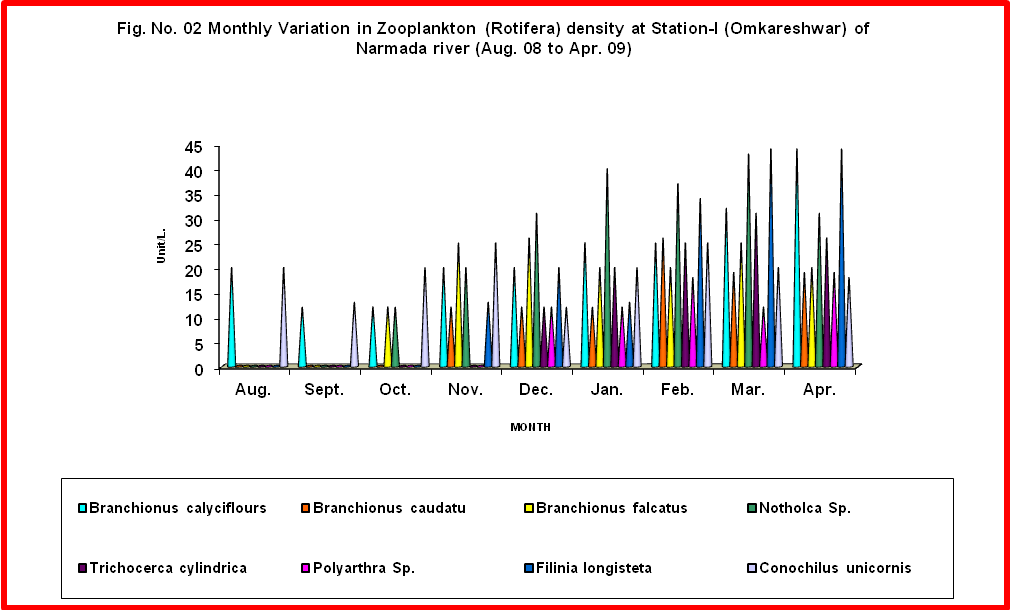 Fig. No. 02 Monthly Variation in Zooplankton (Rotifera) density at Station-I (Omkareshwar) of
Narmada river (Aug. 08 to Apr. 09)
45
40
35
30
25
20
15
10
5
0
Unit/L.
Aug. Sept. Oct. Nov. Dec. Jan. Feb. Mar. Apr.
MONTH
Branchionus calyciflours Branchionus caudatu Branchionus falcatus Notholca Sp.
Trichocerca cylindrica Polyarthra Sp. Filinia longisteta Conochilus unicornis